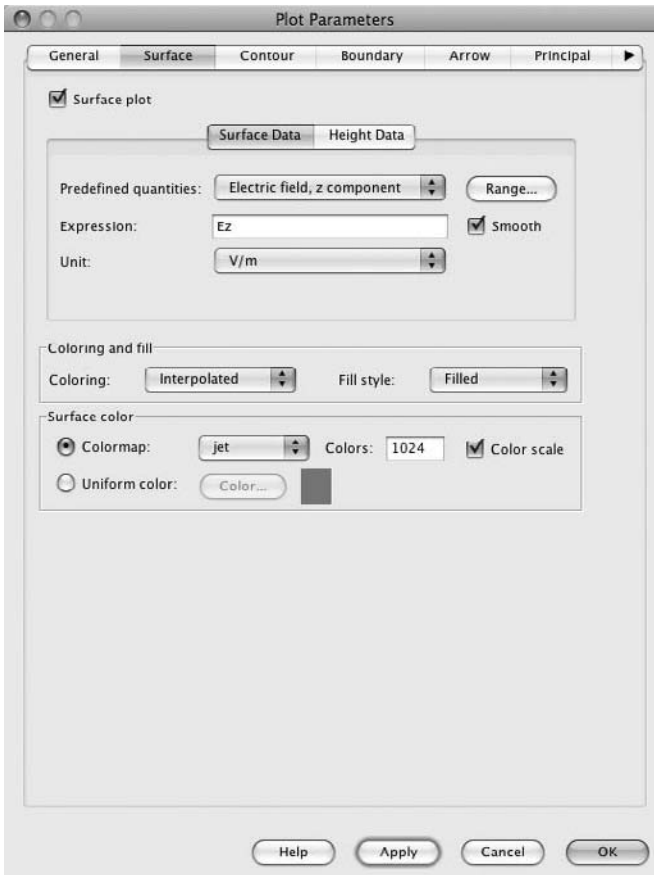 Plot Parameters
General Surface Contour Boundary Arrow Principal
Surface plot
Surface Data Height Data
Predefined quantities: Electric field, z component Range...
Expression: Ez Smooth
Unit: V/m
Coloring and fill
Coloring: Interpolated Fill style: Filled
Surface color
Colormap: jet Colors: 1024 Color scale
Uniform color: Color...
Help Apply Cancel OK